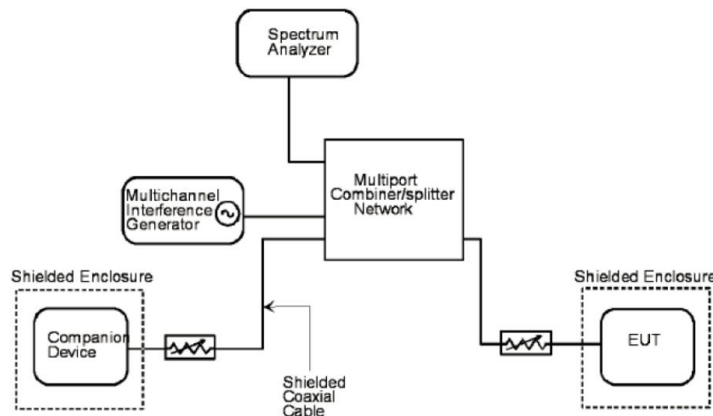 Spectrum
Analyzer
Multichannel
Interference
Generator
Multiport
Combiner/splitter
Network
Shielded Enclosure
Companion
Device
Shielded
Coaxial
Cable
Shielded Enclosure
EUT